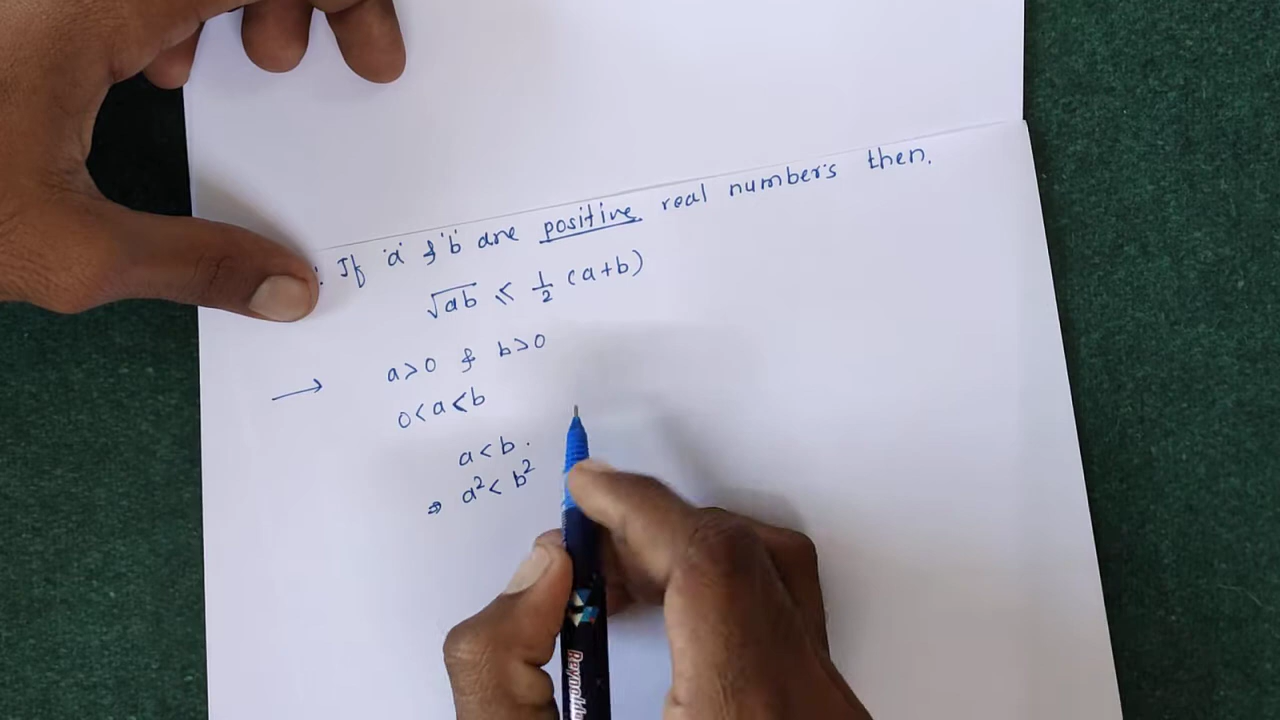 : If 'a' & 'b' are positive real numbers then.
√ab ≤ 1/2 (a+b)
→ a>0 & b>0
0<a<b
a<b.
⇒ a²< b²